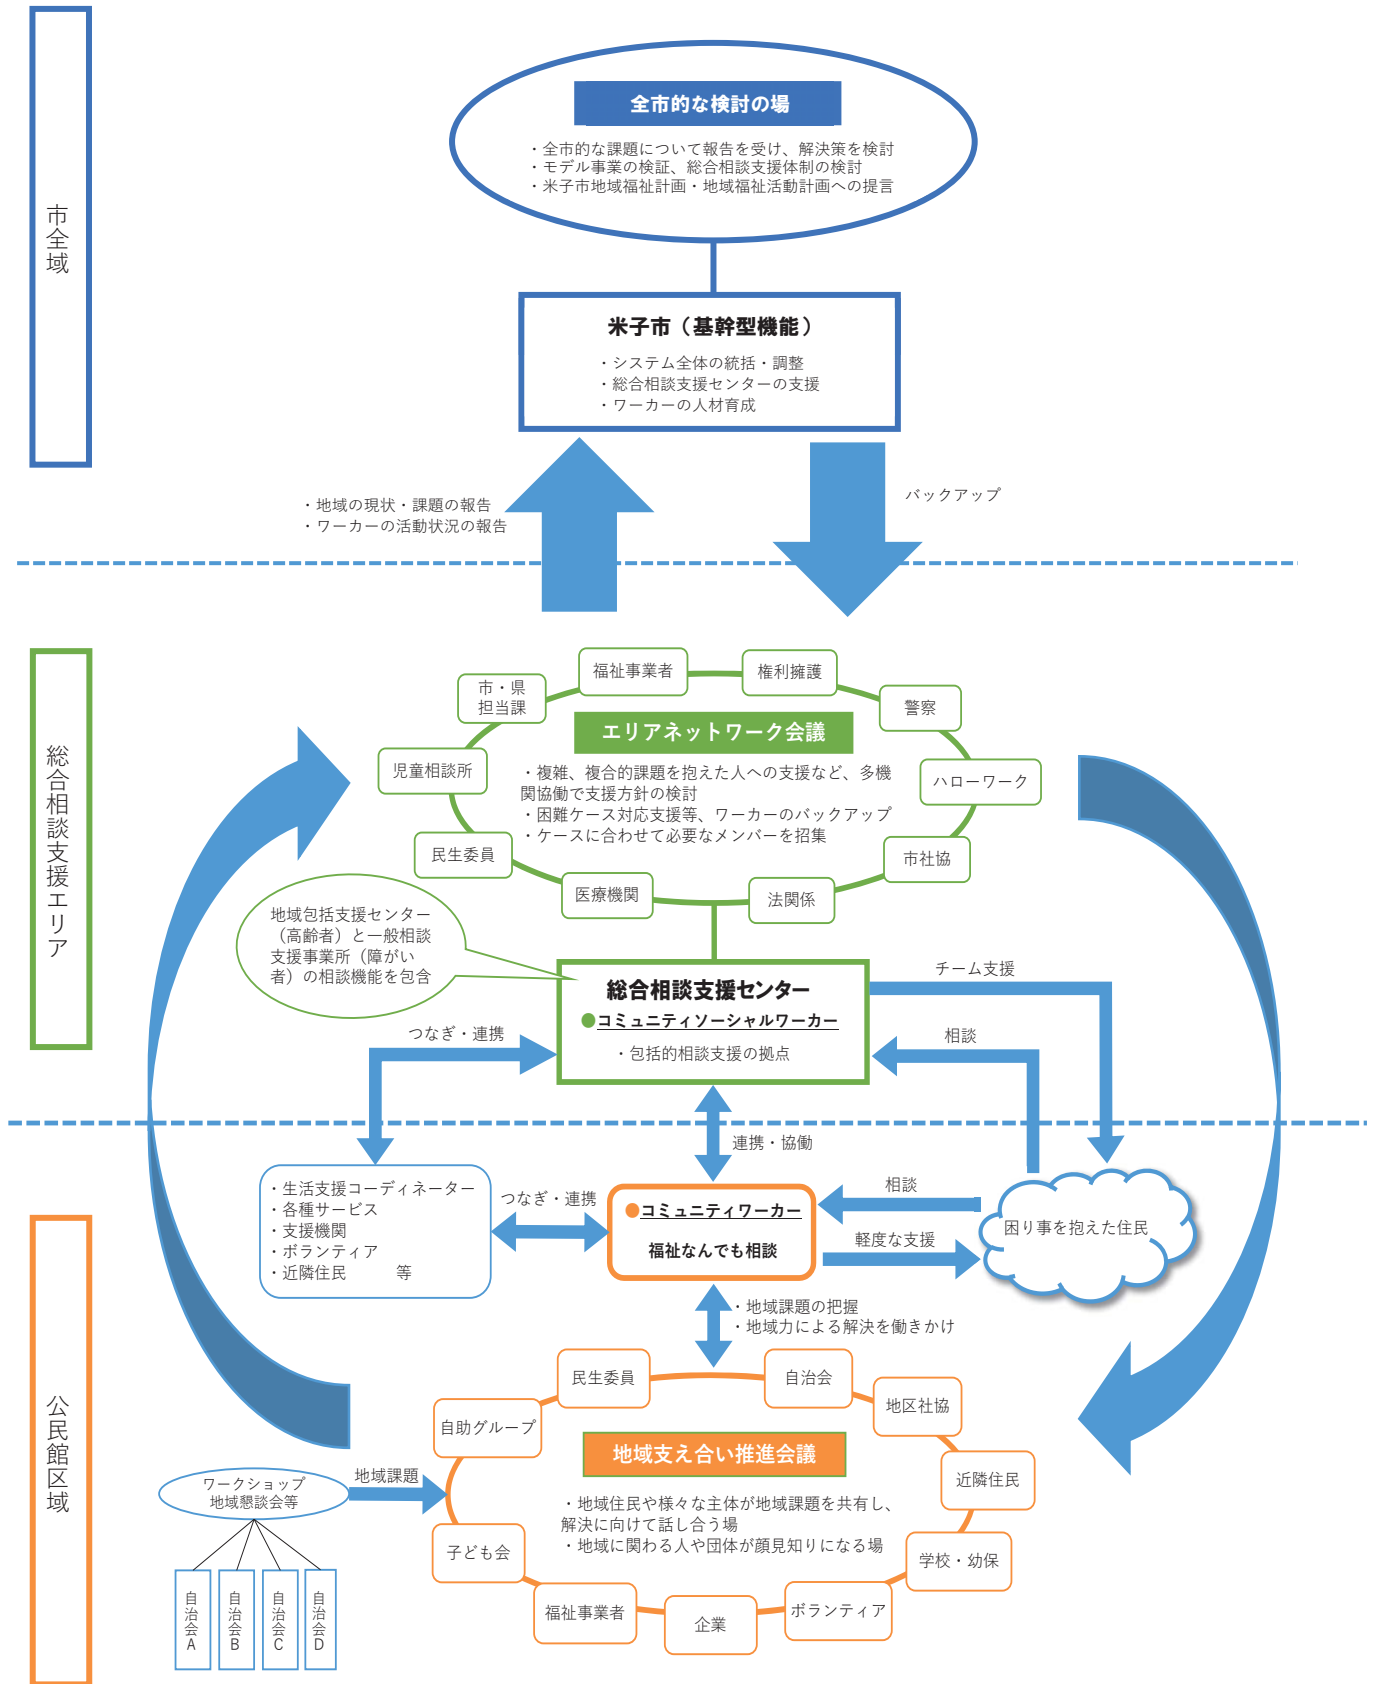 市全域
全市的な検討の場
・全市的な課題について報告を受け、解決策を検討
・モデル事業の検証、総合相談支援体制の検討
・米子市地域福祉計画・地域福祉活動計画への提言
米子市（基幹型機能）
・システム全体の統括・調整
・総合相談支援センターの支援
・ワーカーの人材育成
・地域の現状・課題の報告
・ワーカーの活動状況の報告
バックアップ
総合相談支援エリア
福祉事業者
権利擁護
市・県
担当課
警察
エリアネットワーク会議
児童相談所
ハローワーク
・複雑、複合的課題を抱えた人への支援など、多機
関協働で支援方針の検討
・困難ケース対応支援等、ワーカーのバックアップ
・ケースに合わせて必要なメンバーを招集
民生委員
市社協
医療機関
法関係
地域包括支援センター
（高齢者）と一般相談
支援事業所（障がい
者）の相談機能を包含
総合相談支援センター
●コミュニティソーシャルワーカー
・包括的相談支援の拠点
チーム支援
つなぎ・連携
相談
連携・協働
・生活支援コーディネーター
・各種サービス
・支援機関
・ボランティア
・近隣住民　　　等
つなぎ・連携
●コミュニティワーカー
福祉なんでも相談
相談
軽度な支援
困り事を抱えた住民
・地域課題の把握
・地域力による解決を働きかけ
公民館区域
民生委員
自治会
自助グループ
地区社協
地域支え合い推進会議
近隣住民
ワークショップ
地域懇談会等
地域課題
・地域住民や様々な主体が地域課題を共有し、
解決に向けて話し合う場
・地域に関わる人や団体が顔見知りになる場
子ども会
学校・幼保
福祉事業者
企業
ボランティア
自治会A
自治会B
自治会C
自治会D